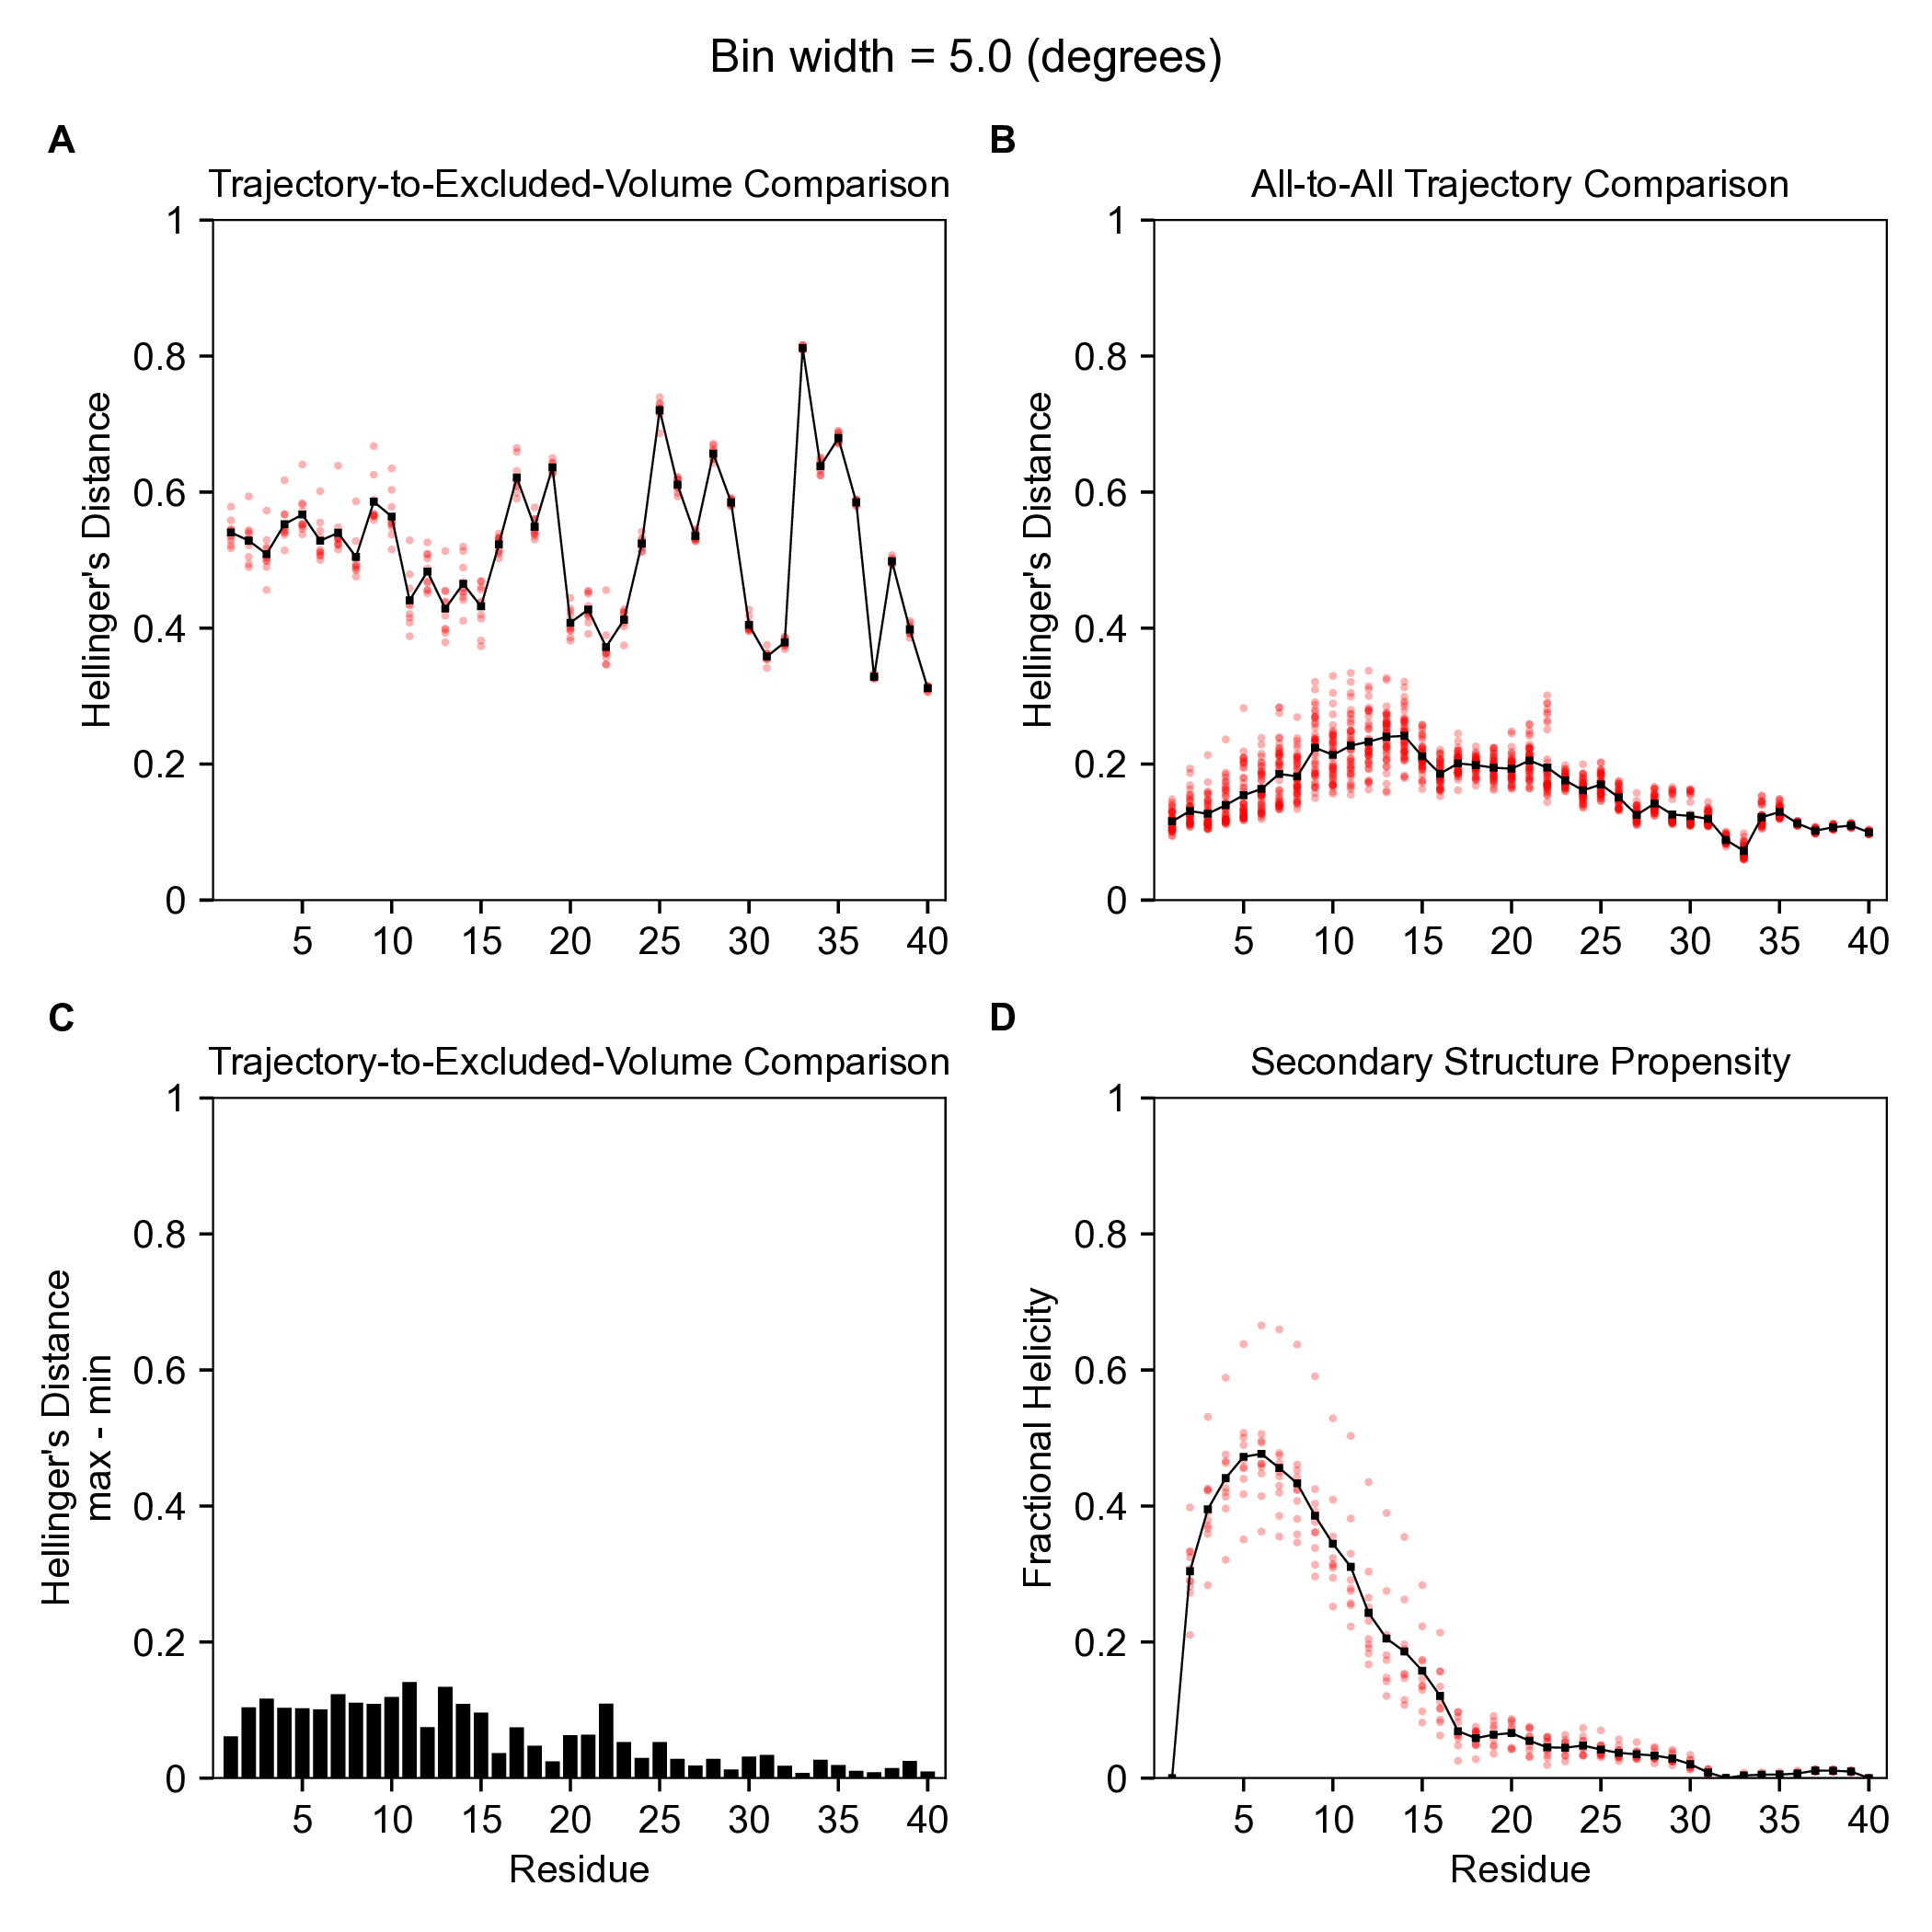 Bin width = 5.0 (degrees)
A
Trajectory-to-Excluded-Volume Comparison
Hellinger's Distance
1
0.8
0.6
0.4
0.2
0
5 10 15 20 25 30 35 40
B
All-to-All Trajectory Comparison
Hellinger's Distance
1
0.8
0.6
0.4
0.2
0
5 10 15 20 25 30 35 40
C
Trajectory-to-Excluded-Volume Comparison
Hellinger's Distance
max - min
1
0.8
0.6
0.4
0.2
0
5 10 15 20 25 30 35 40
Residue
D
Secondary Structure Propensity
Fractional Helicity
1
0.8
0.6
0.4
0.2
0
5 10 15 20 25 30 35 40
Residue